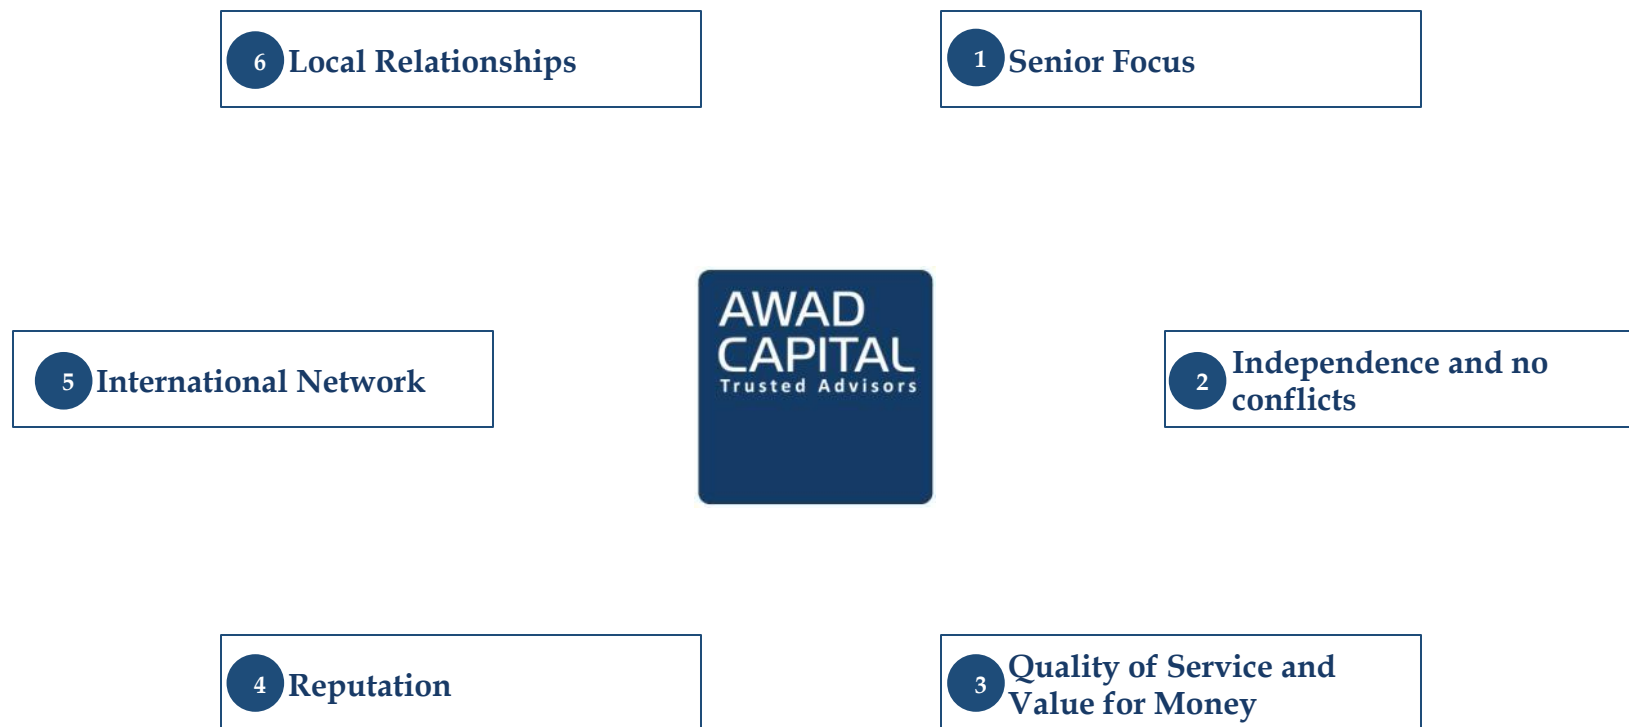 6 Local Relationships
1 Senior Focus
AWAD
CAPITAL
Trusted Advisors
5 International Network
2 Independence and no
conflicts
4 Reputation
3 Quality of Service and
Value for Money